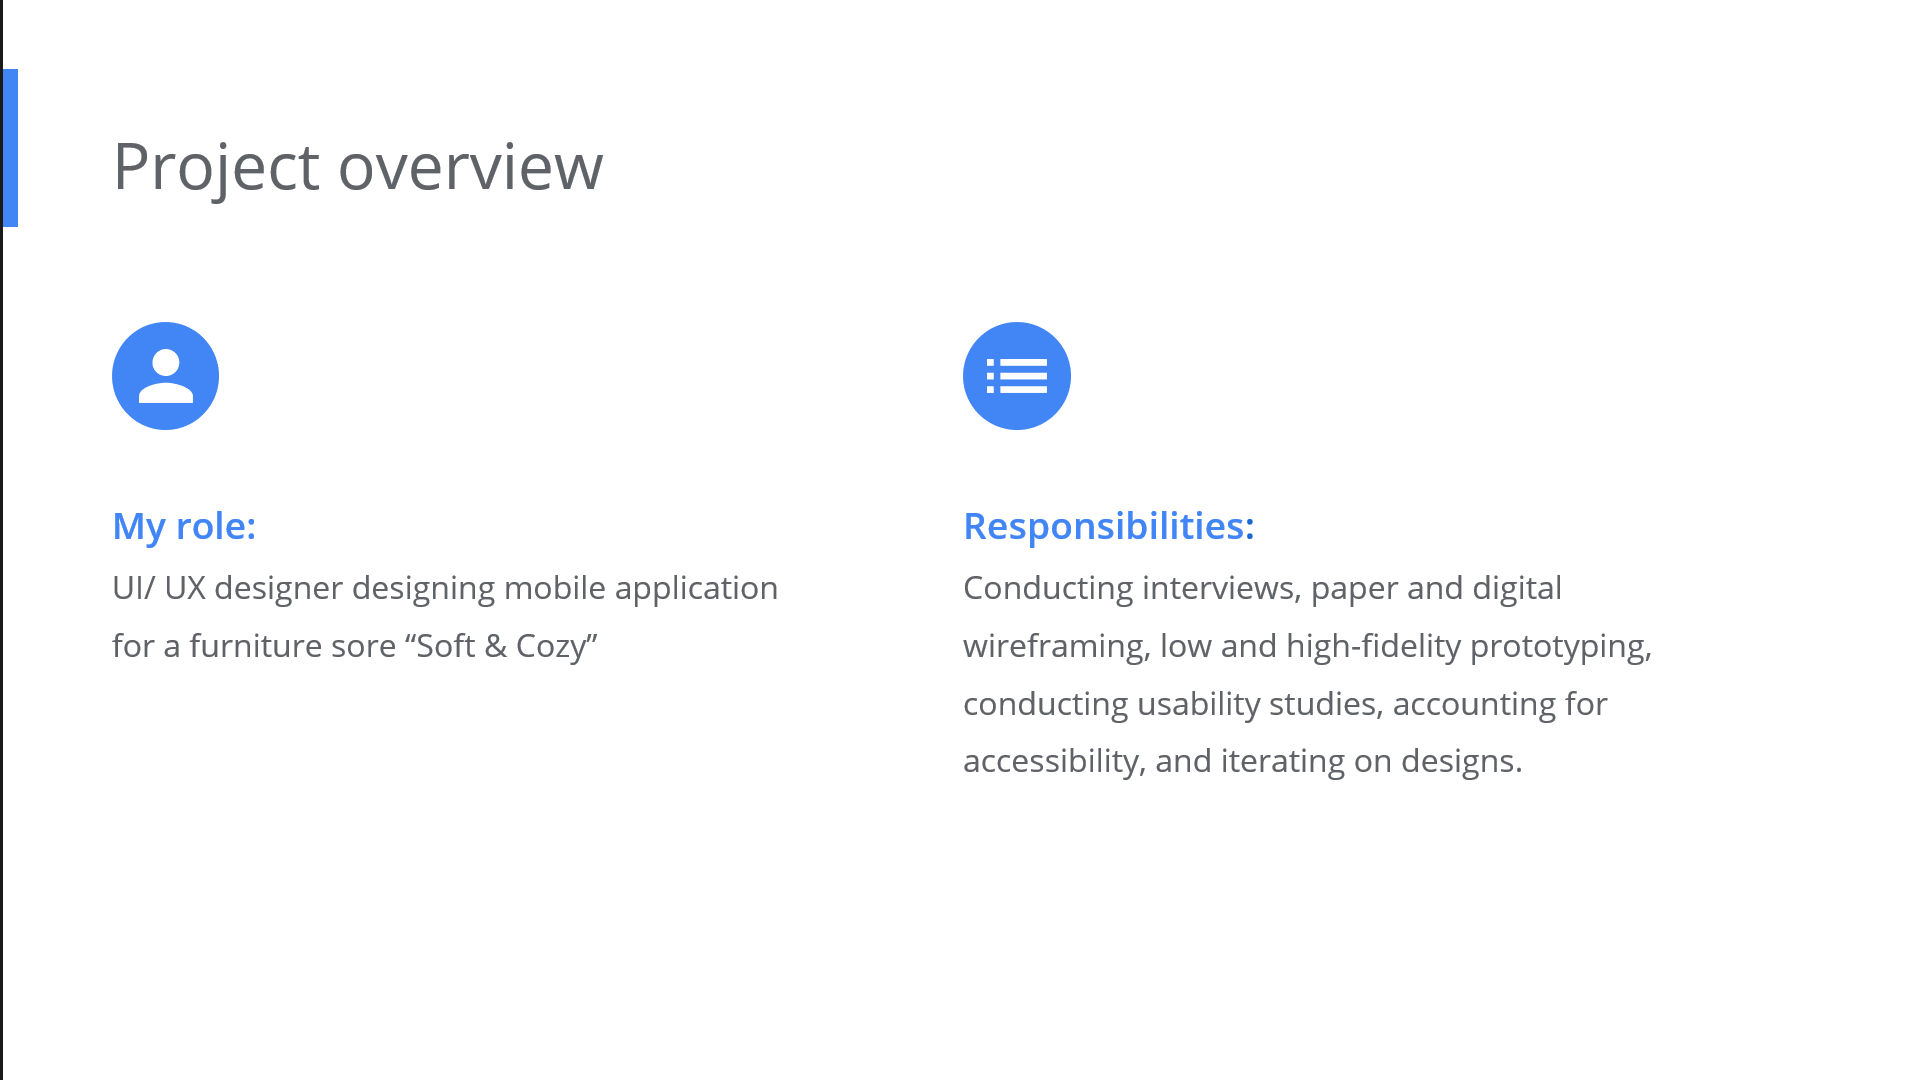 Project overview
My role:
UI/ UX designer designing mobile application
for a furniture sore “Soft & Cozy”
Responsibilities:
Conducting interviews, paper and digital
wireframing, low and high-fidelity prototyping,
conducting usability studies, accounting for
accessibility, and iterating on designs.